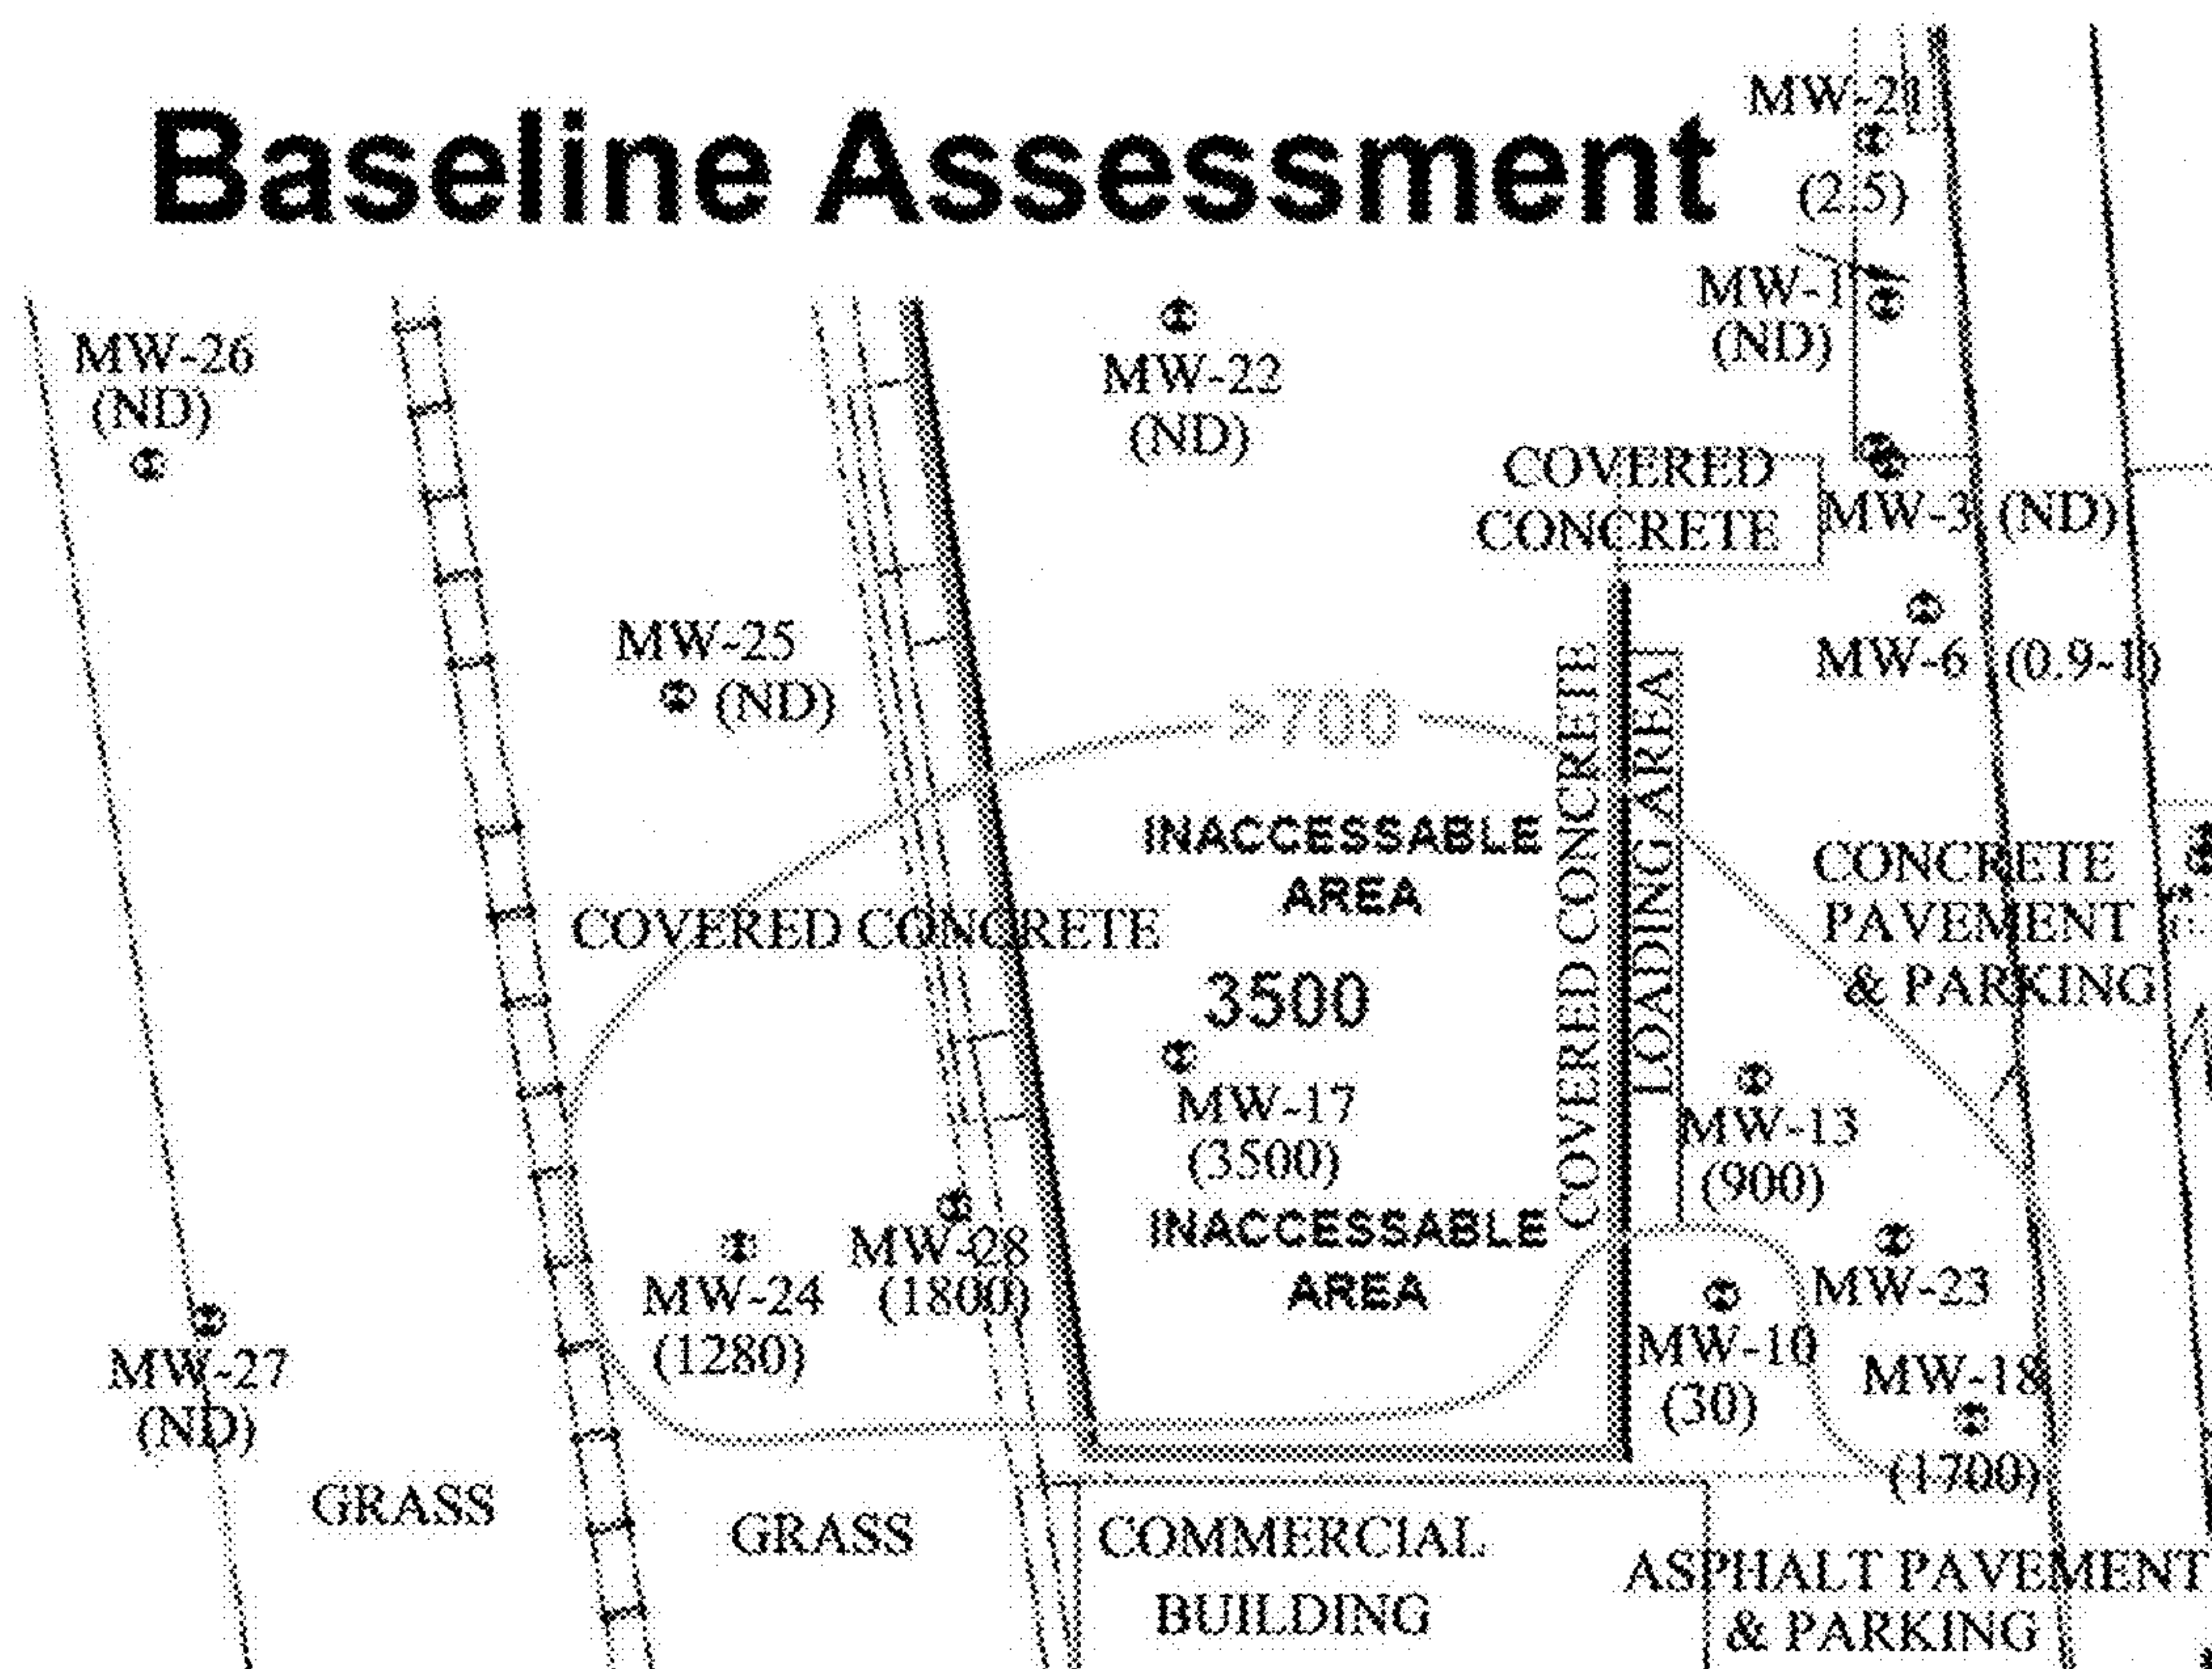 Baseline Assessment
MW-21
(2.5)
MW-1
(ND)
MW-26
(ND)
MW-22
(ND)
COVERED
CONCRETE
MW-3 (ND)
MW-25
(ND)
MW-6 (0.9-1)
>700
COVERED CONCRETE
LOADING AREA
INACCESSABLE
AREA
CONCRETE
PAVEMENT
& PARKING
COVERED CONCRETE
3500
MW-17
(3500)
MW-13
(900)
INACCESSABLE
AREA
MW-28
(1800)
MW-24
(1280)
MW-23
MW-10
(30)
MW-18
(1700)
MW-27
(ND)
GRASS
GRASS
COMMERCIAL
BUILDING
ASPHALT PAVEMENT
& PARKING